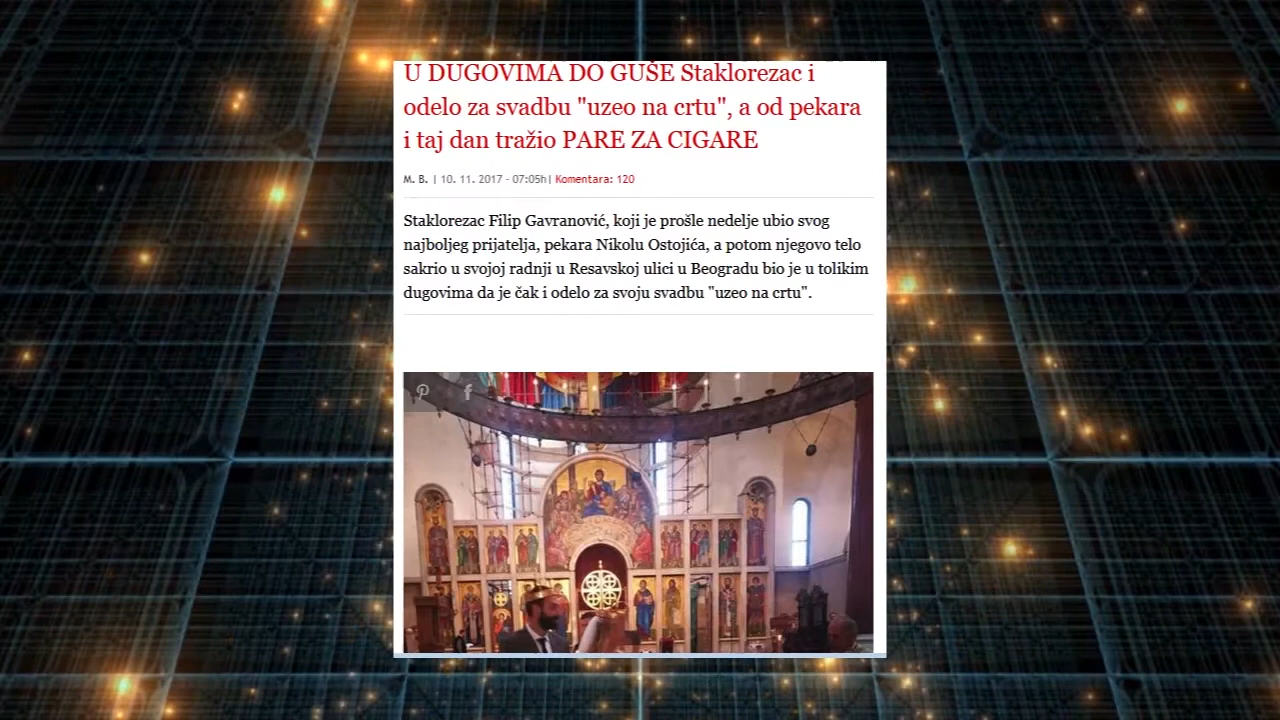 U DUGOVIMA DO GUŠE Staklorezac i
odelo za svadbu "uzeo na crtu", a od pekara
i taj dan tražio PARE ZA CIGARE
M. B. | 10. 11. 2017 - 07:05h| Komentara: 120
Staklorezac Filip Gavranović, koji je prošle nedelje ubio svog
najboljeg prijatelja, pekara Nikolu Ostojića, a potom njegovo telo
sakrio u svojoj radnji u Resavskoj ulici u Beogradu bio je u tolikim
dugovima da je čak i odelo za svoju svadbu "uzeo na crtu".